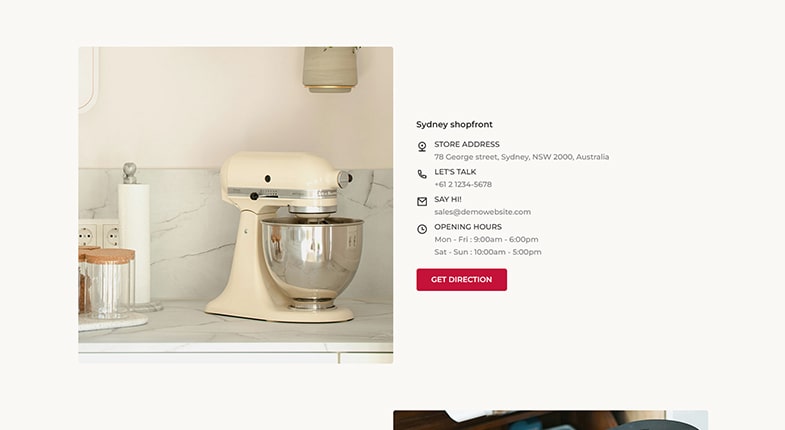 Sydney shopfront
STORE ADDRESS
78 George street, Sydney, NSW 2000, Australia
LET'S TALK
+61 2 1234-5678
SAY HI!
sales@demowebsite.com
OPENING HOURS
Mon - Fri : 9:00am - 6:00pm
Sat - Sun : 10:00am - 5:00pm
GET DIRECTION